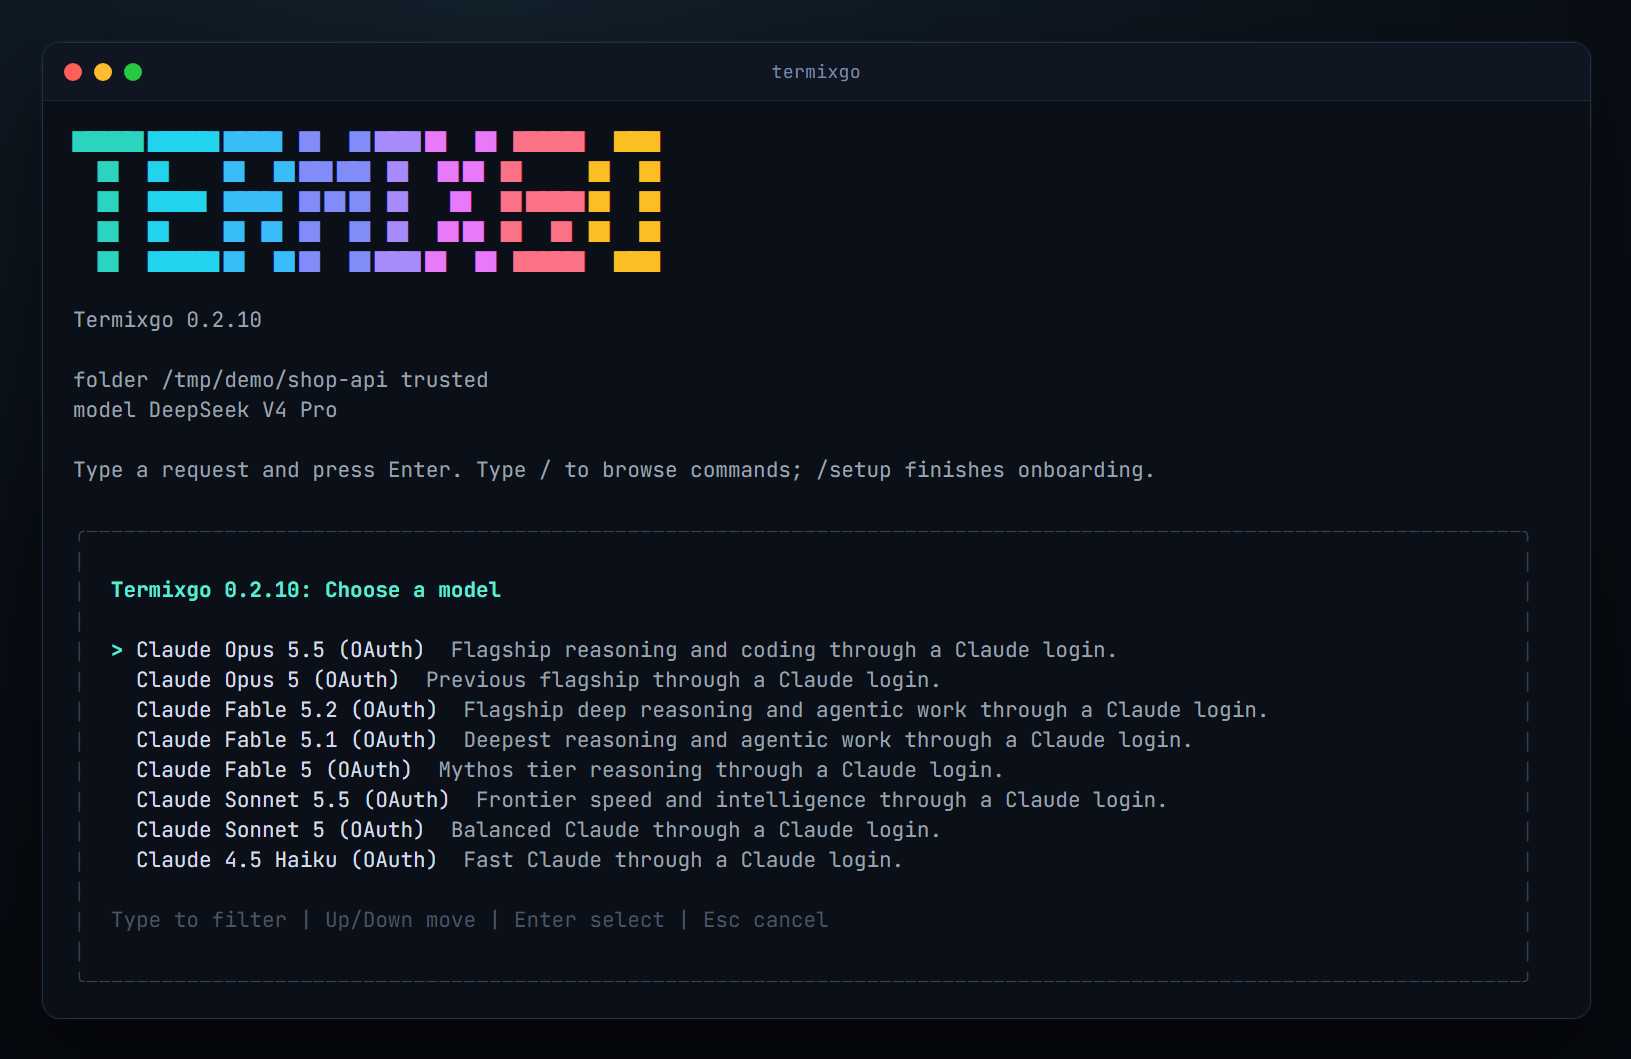 termixgo
TERMIXGO
Termixgo 0.2.10
folder /tmp/demo/shop-api trusted
model DeepSeek V4 Pro
Type a request and press Enter. Type / to browse commands; /setup finishes onboarding.
Termixgo 0.2.10: Choose a model
> Claude Opus 5.5 (OAuth)  Flagship reasoning and coding through a Claude login.
Claude Opus 5 (OAuth)  Previous flagship through a Claude login.
Claude Fable 5.2 (OAuth)  Flagship deep reasoning and agentic work through a Claude login.
Claude Fable 5.1 (OAuth)  Deepest reasoning and agentic work through a Claude login.
Claude Fable 5 (OAuth)  Mythos tier reasoning through a Claude login.
Claude Sonnet 5.5 (OAuth)  Frontier speed and intelligence through a Claude login.
Claude Sonnet 5 (OAuth)  Balanced Claude through a Claude login.
Claude 4.5 Haiku (OAuth)  Fast Claude through a Claude login.
Type to filter | Up/Down move | Enter select | Esc cancel